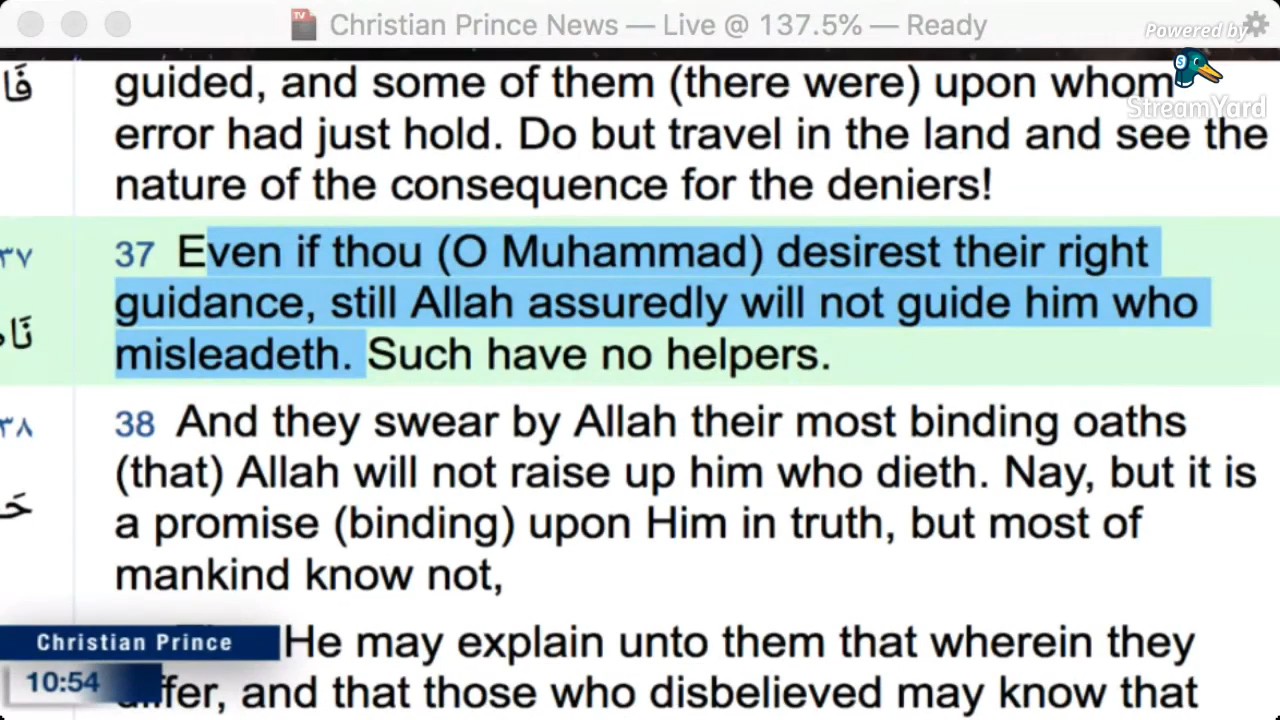 Christian Prince News — Live @ 137.5% — Ready
Powered by
StreamYard
guided, and some of them (there were) upon whom
error had just hold. Do but travel in the land and see the
nature of the consequence for the deniers!
٣٧
37 Even if thou (O Muhammad) desirest their right
guidance, still Allah assuredly will not guide him who
misleadeth. Such have no helpers.
٣٨
38 And they swear by Allah their most binding oaths
(that) Allah will not raise up him who dieth. Nay, but it is
a promise (binding) upon Him in truth, but most of
mankind know not,
He may explain unto them that wherein they
differ, and that those who disbelieved may know that
Christian Prince
10:54